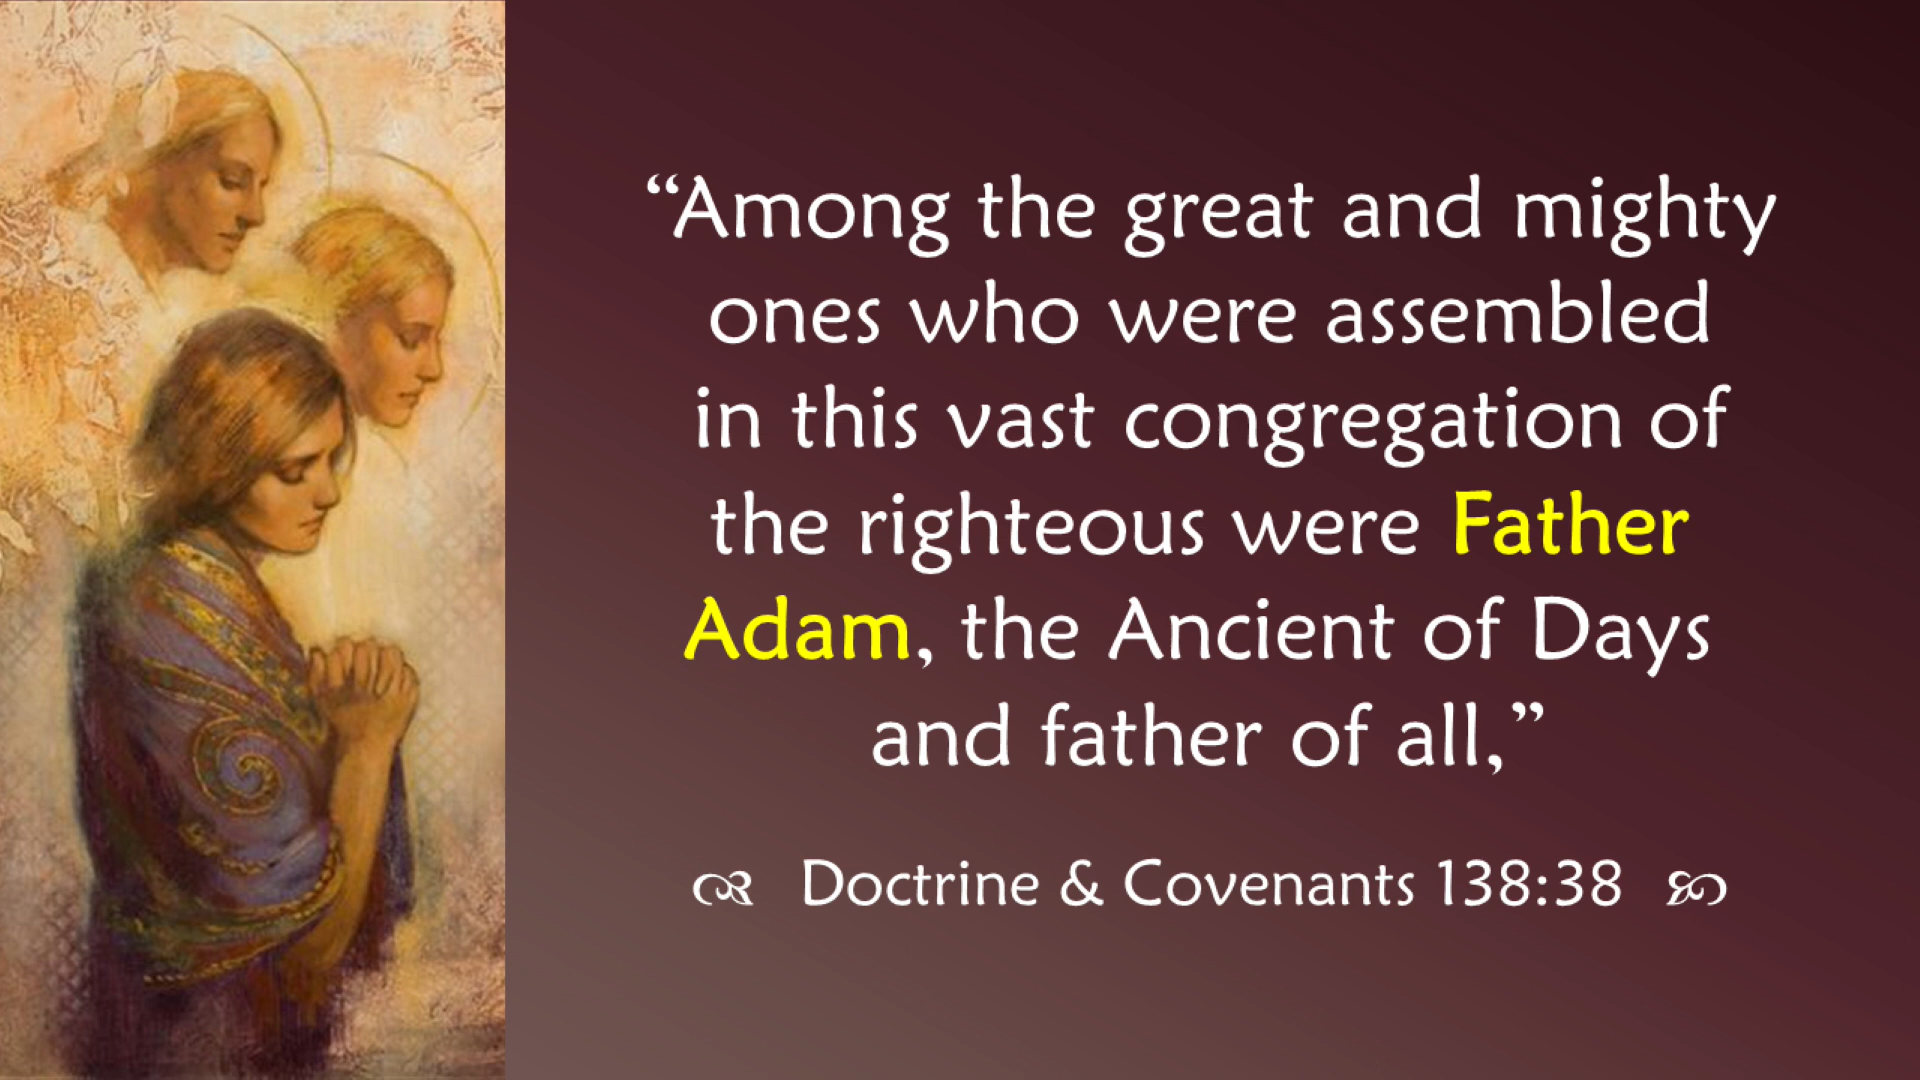 “Among the great and mighty
ones who were assembled
in this vast congregation of
the righteous were Father
Adam, the Ancient of Days
and father of all,”
Doctrine & Covenants 138:38